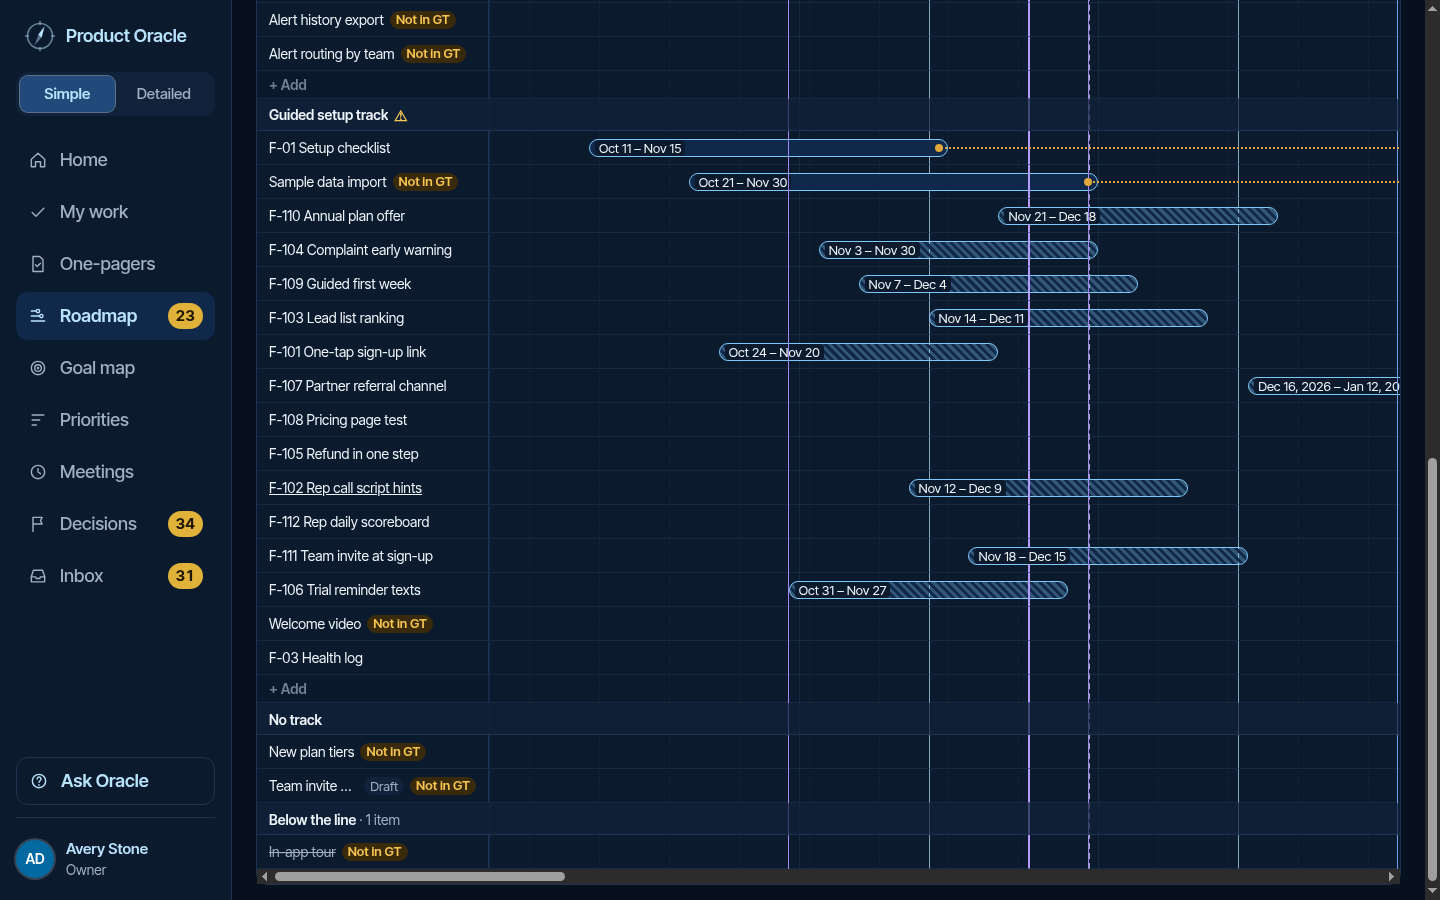 Product Oracle
Simple
Detailed
Home
My work
One-pagers
Roadmap 23
Goal map
Priorities
Meetings
Decisions 34
Inbox 31
Ask Oracle
AD
Avery Stone
Owner
Alert history export Not in GT
Alert routing by team Not in GT
+ Add
Guided setup track
F-01 Setup checklist Oct 11 – Nov 15
Sample data import Not in GT Oct 21 – Nov 30
F-110 Annual plan offer Nov 21 – Dec 18
F-104 Complaint early warning Nov 3 – Nov 30
F-109 Guided first week Nov 7 – Dec 4
F-103 Lead list ranking Nov 14 – Dec 11
F-101 One-tap sign-up link Oct 24 – Nov 20
F-107 Partner referral channel Dec 16, 2026 – Jan 12, 20
F-108 Pricing page test
F-105 Refund in one step
F-102 Rep call script hints Nov 12 – Dec 9
F-112 Rep daily scoreboard
F-111 Team invite at sign-up Nov 18 – Dec 15
F-106 Trial reminder texts Oct 31 – Nov 27
Welcome video Not in GT
F-03 Health log
+ Add
No track
New plan tiers Not in GT
Team invite ... Draft Not in GT
Below the line · 1 item
In-app tour Not in GT